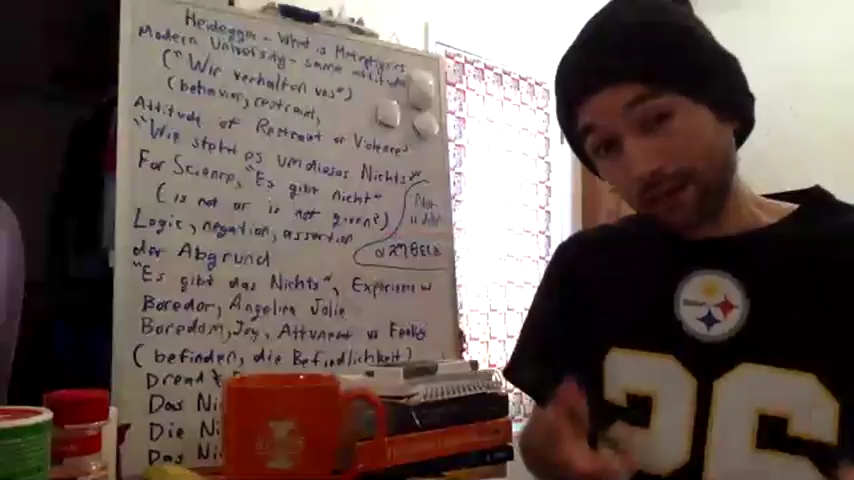 Heidegger - What is Metaphysics
Modern University - same attitude
("Wir verhalten uns")
(behavior, restraint,
Attitude of Restraint or Violence?
"Wie steht es um dieses Nichts"
For Science, "Es gibt nicht"
(is not or is not given?)
Logic, negation, assertion
der Abgrund
"Es gibt das Nichts", Experience
Boredom, Angelina Jolie
Boredom, Joy, Attunement vs Feeling
(befinden, die Befindlichkeit)
Dread
Das Ni
Die Ni
Das Ni
Steelers
26